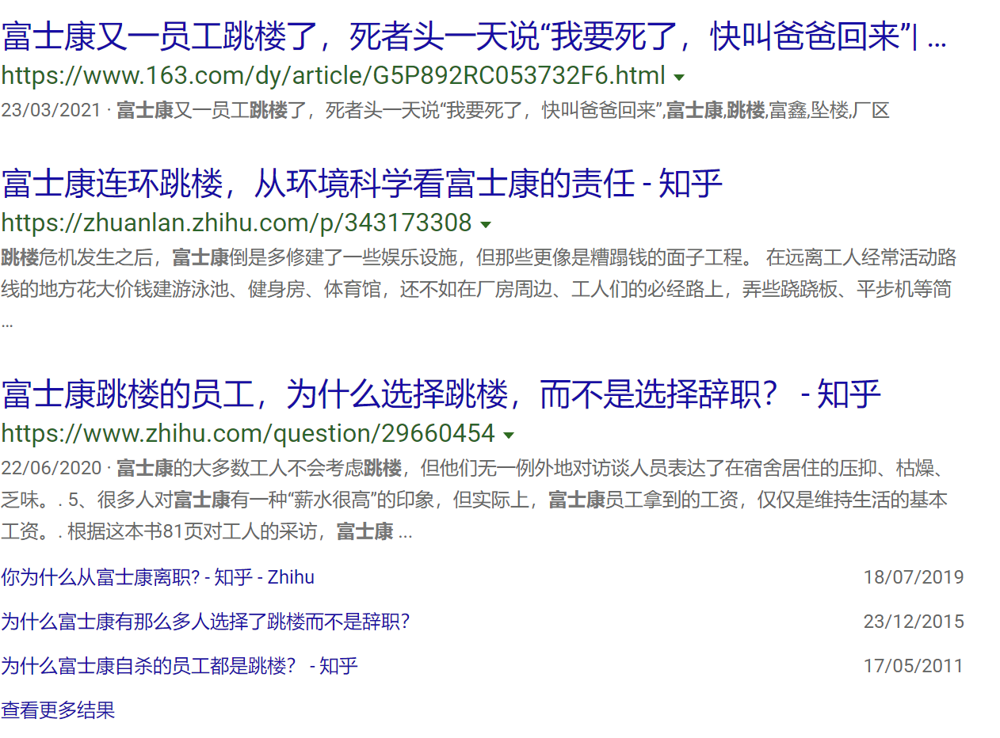 富士康又一员工跳楼了，死者头一天说“我要死了，快叫爸爸回来”| ...
https://www.163.com/dy/article/G5P892RC053732F6.html
23/03/2021 · 富士康又一员工跳楼了，死者头一天说“我要死了，快叫爸爸回来”,富士康,跳楼,富鑫,坠楼,厂区
富士康连环跳楼，从环境科学看富士康的责任 - 知乎
https://zhuanlan.zhihu.com/p/343173308
跳楼危机发生之后，富士康倒是多修建了一些娱乐设施，但那些更像是糟蹋钱的面子工程。 在远离工人经常活动路
线的地方花大价钱建游泳池、健身房、体育馆，还不如在厂房周边、工人们的必经路上，弄些跷跷板、平步机等简
...
富士康跳楼的员工，为什么选择跳楼，而不是选择辞职？ - 知乎
https://www.zhihu.com/question/29660454
22/06/2020 · 富士康的大多数工人不会考虑跳楼，但他们无一例外地对访谈人员表达了在宿舍居住的压抑、枯燥、
乏味。. 5、很多人对富士康有一种“薪水很高”的印象，但实际上，富士康员工拿到的工资，仅仅是维持生活的基本
工资。. 根据这本书81页对工人的采访，富士康 ...
你为什么从富士康离职? - 知乎 - Zhihu 18/07/2019
为什么富士康有那么多人选择了跳楼而不是辞职？ 23/12/2015
为什么富士康自杀的员工都是跳楼？ - 知乎 17/05/2011
查看更多结果